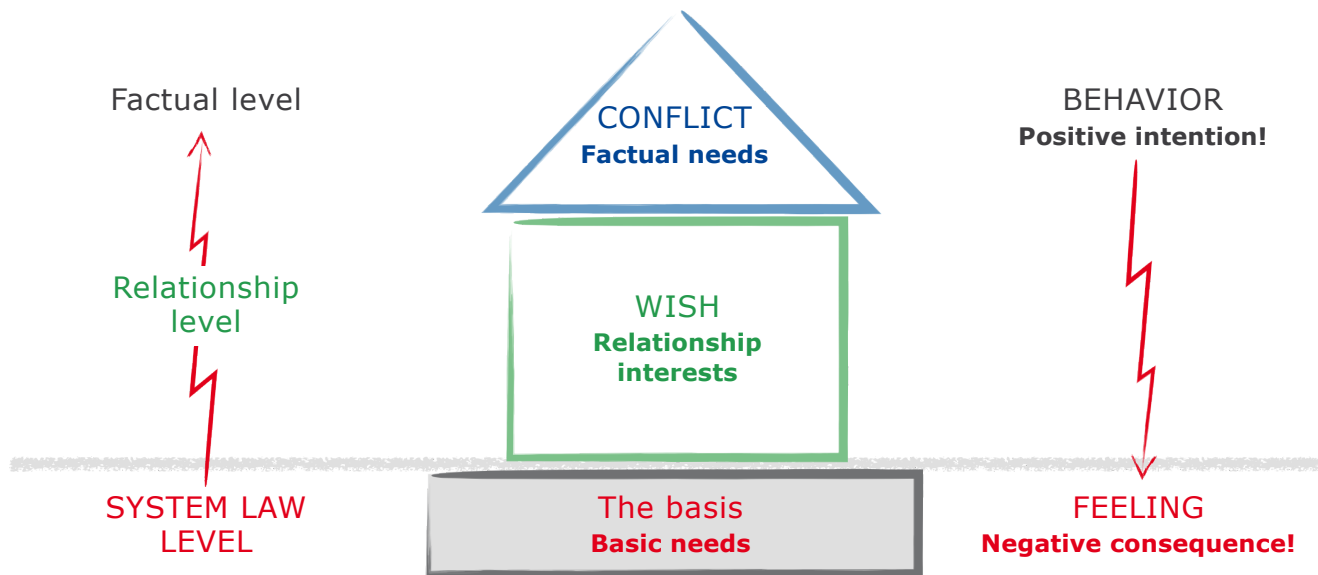 Factual level
Relationship
level
SYSTEM LAW
LEVEL
CONFLICT
Factual needs
WISH
Relationship
interests
The basis
Basic needs
BEHAVIOR
Positive intention!
FEELING
Negative consequence!